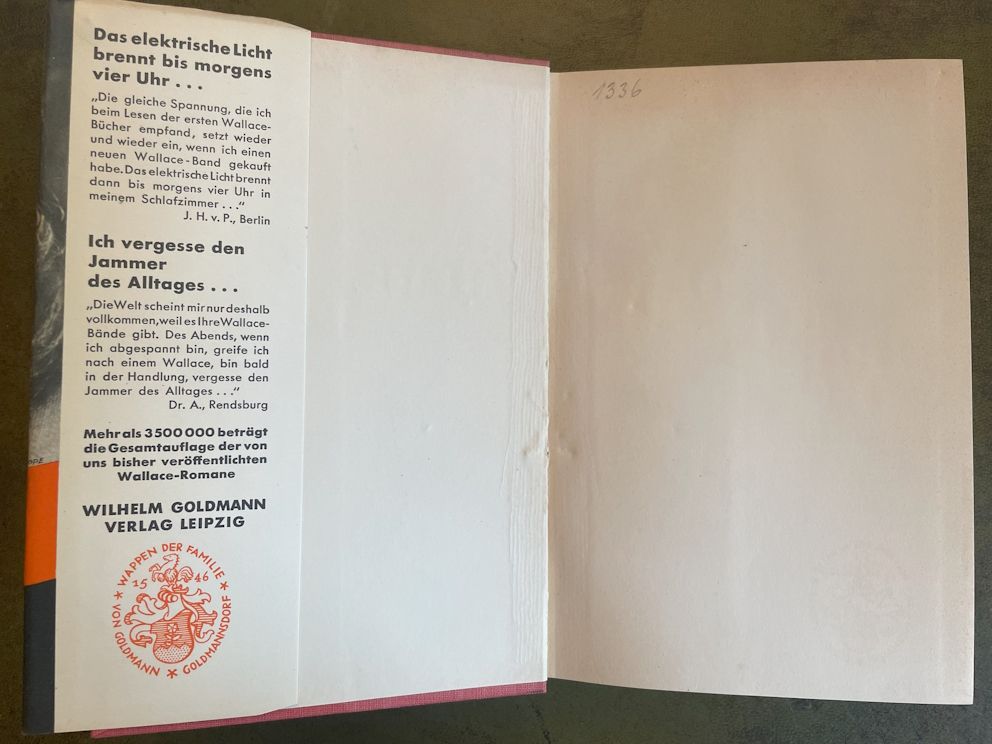 Das elektrische Licht
brennt bis morgens
vier Uhr . . .
„Die gleiche Spannung, die ich
beim Lesen der ersten Wallace-
Bücher empfand, setzt wieder
und wieder ein, wenn ich einen
neuen Wallace-Band gekauft
habe. Das elektrische Licht brennt
dann bis morgens vier Uhr in
meinem Schlafzimmer . . .“
J. H. v. P., Berlin
Ich vergesse den
Jammer
des Alltages . . .
„Die Welt scheint mir nur deshalb
vollkommen, weil es Ihre Wallace-
Bände gibt. Des Abends, wenn
ich abgespannt bin, greife ich
nach einem Wallace, bin bald
in der Handlung, vergesse den
Jammer des Alltages . . .“
Dr. A., Rendsburg
Mehr als 3500000 beträgt
die Gesamtauflage der von
uns bisher veröffentlichten
Wallace-Romane
WILHELM GOLDMANN
VERLAG LEIPZIG
WAPPEN DER FAMILIE
1546
VON GOLDMANN * GOLDMANNSDORF
1336